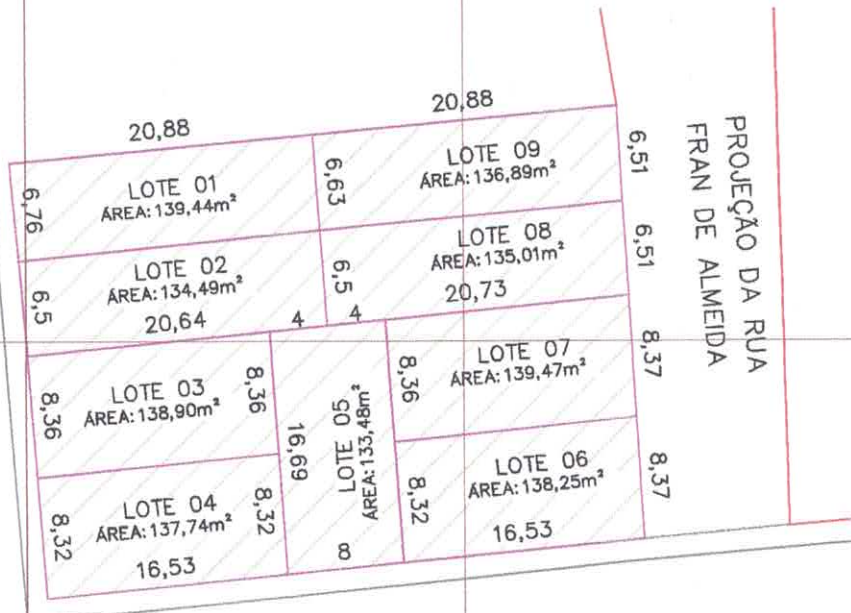 20,88
20,88
6,76
LOTE 01
ÁREA: 139,44m²
6,63
LOTE 09
ÁREA: 136,89m²
6,51
6,5
LOTE 02
ÁREA: 134,49m²
20,64
6,5
LOTE 08
ÁREA: 135,01m²
20,73
6,51
4
4
8,36
LOTE 03
ÁREA: 138,90m²
8,36
16,69
LOTE 05
ÁREA: 133,48m²
8
8,36
LOTE 07
ÁREA: 139,47m²
8,37
8,32
LOTE 04
ÁREA: 137,74m²
16,53
8,32
8,32
LOTE 06
ÁREA: 138,25m²
16,53
8,37
PROJEÇÃO DA RUA
FRAN DE ALMEIDA